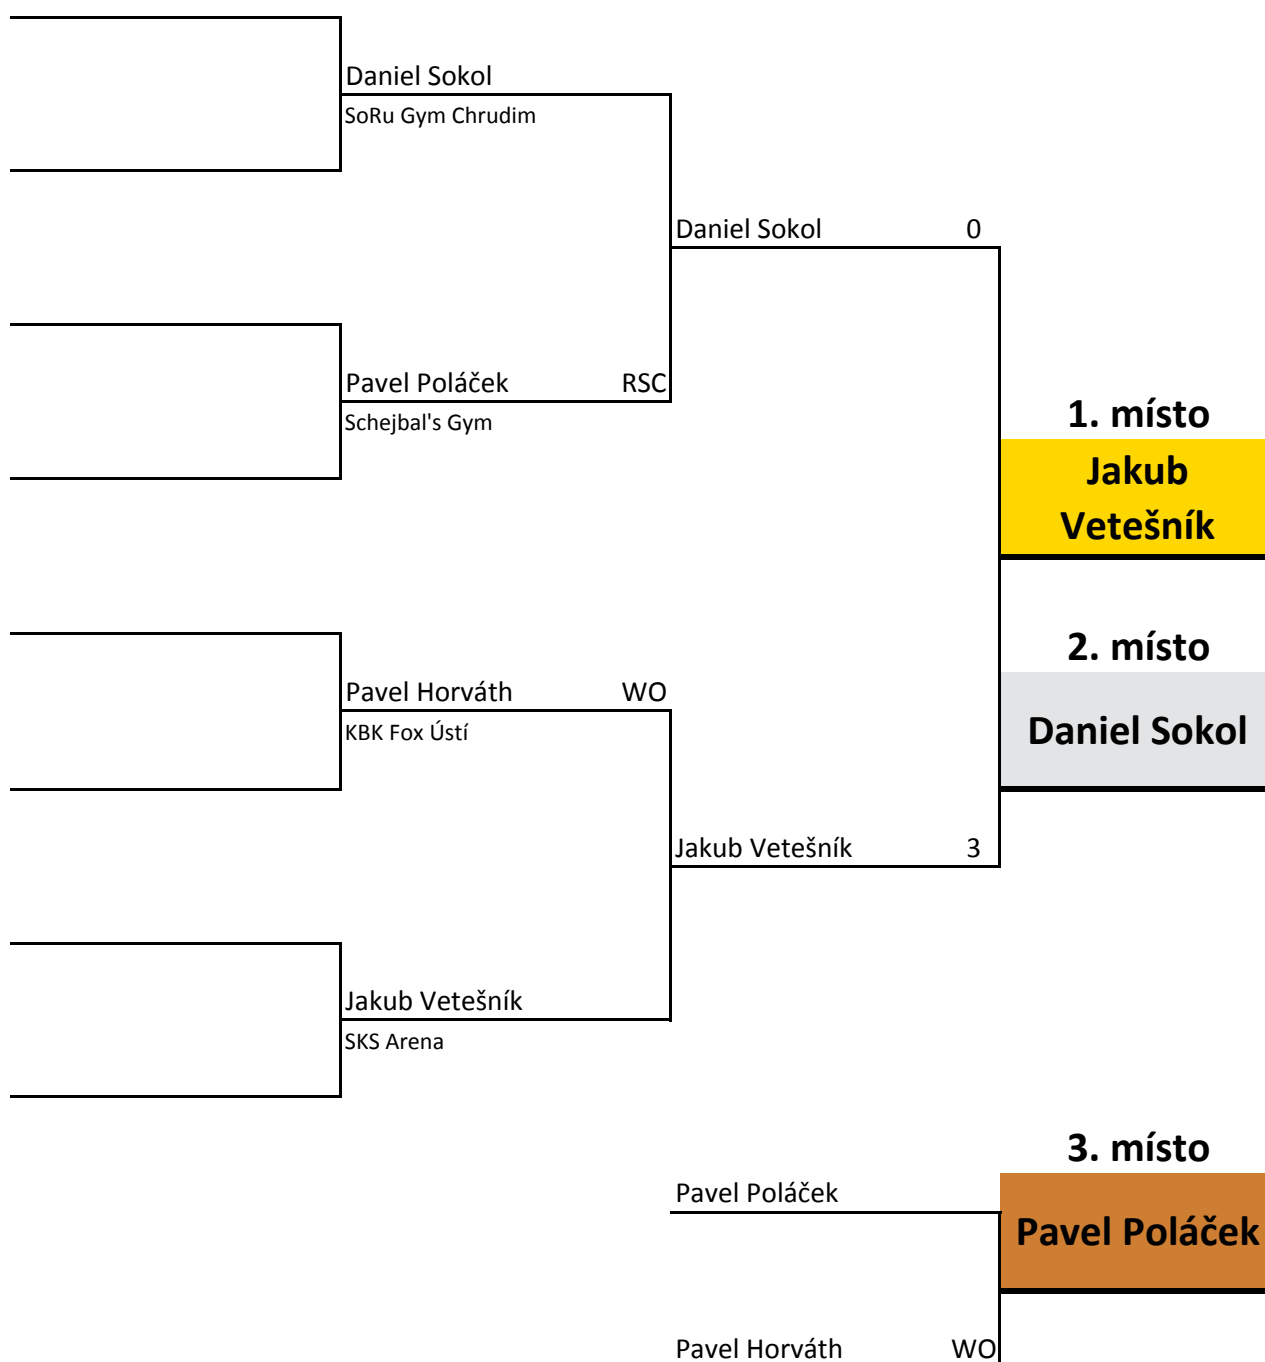 Daniel Sokol
SoRu Gym Chrudim
Daniel Sokol 0
Pavel Poláček RSC
Schejbal's Gym
1. místo
Jakub
Vetešník
2. místo
Daniel Sokol
Pavel Horváth WO
KBK Fox Ústí
Jakub Vetešník 3
Jakub Vetešník
SKS Arena
3. místo
Pavel Poláček
Pavel Poláček
Pavel Horváth WO